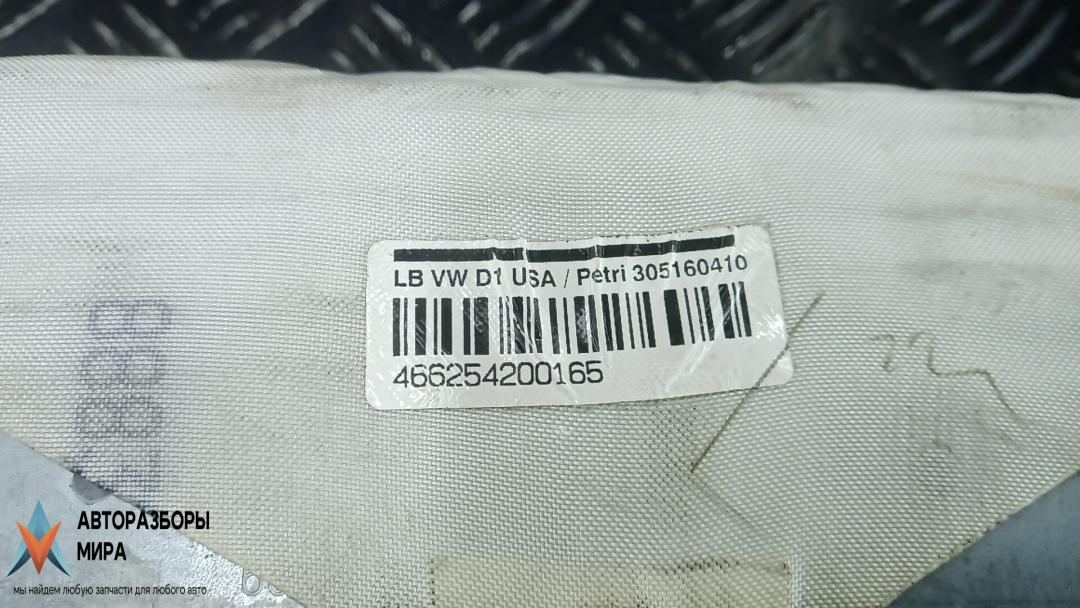 LB VW D1 USA / Petri 305160410
466254200165
АВТОРАЗБОРЫ
МИРА
мы найдем любую запчасти для любого авто